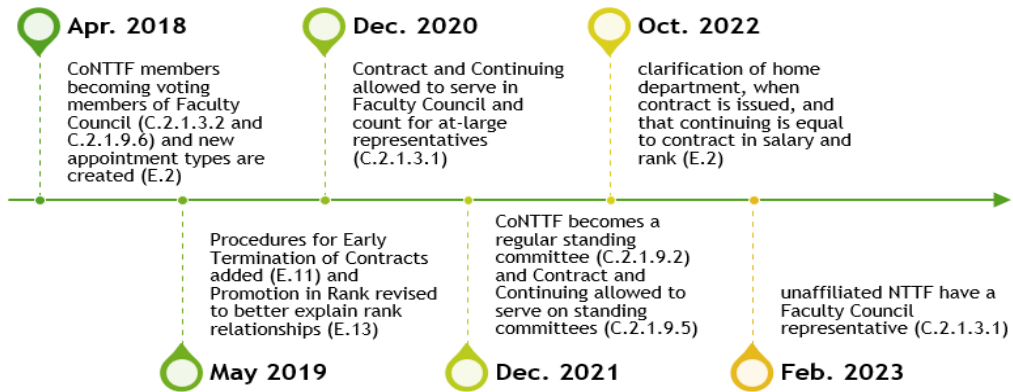 Apr. 2018
CoNTTF members
becoming voting
members of Faculty
Council (C.2.1.3.2 and
C.2.1.9.6) and new
appointment types are
created (E.2)
Dec. 2020
Contract and Continuing
allowed to serve in
Faculty Council and
count for at-large
representatives
(C.2.1.3.1)
Oct. 2022
clarification of home
department, when
contract is issued, and
that continuing is equal
to contract in salary and
rank (E.2)
Procedures for Early
Termination of Contracts
added (E.11) and
Promotion in Rank revised
to better explain rank
relationships (E.13)
May 2019
CoNTTF becomes a
regular standing
committee (C.2.1.9.2)
and Contract and
Continuing allowed to
serve on standing
committees (C.2.1.9.5)
Dec. 2021
unaffiliated NTTF have a
Faculty Council
representative (C.2.1.3.1)
Feb. 2023